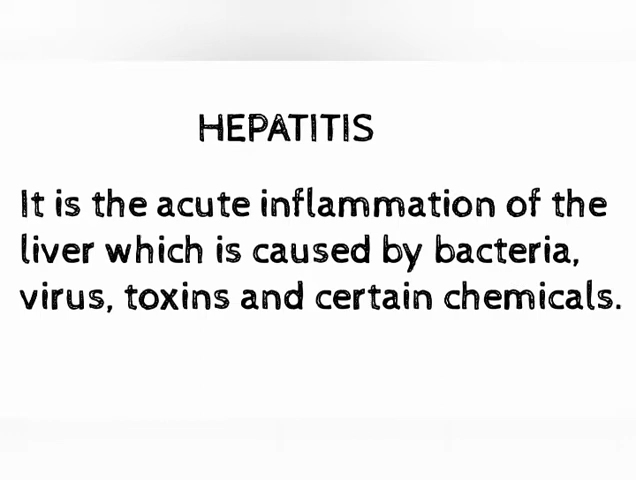 HEPATITIS
It is the acute inflammation of the
liver which is caused by bacteria,
virus, toxins and certain chemicals.